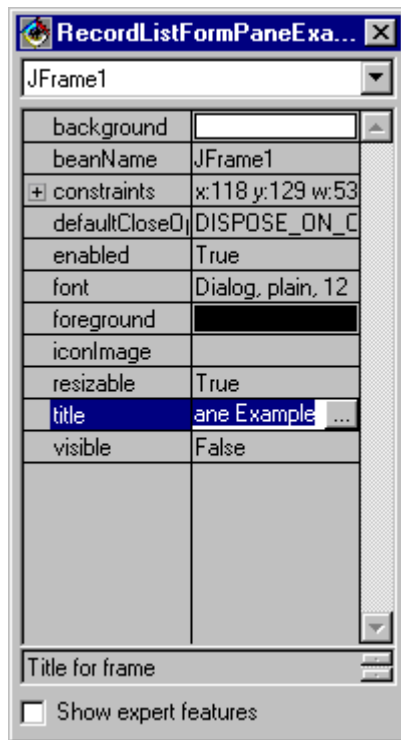 RecordListFormPaneExa...
JFrame1
background
beanName JFrame1
constraints x:118 y:129 w:53
defaultCloseO DISPOSE_ON_C
enabled True
font Dialog, plain, 12
foreground
iconImage
resizable True
title ane Example ...
visible False
Title for frame
Show expert features